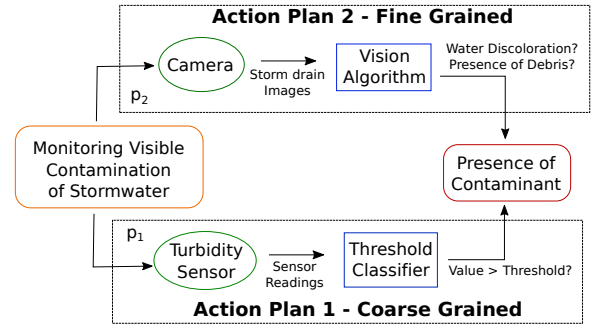 Action Plan 2 - Fine Grained
Camera
Storm drain
Images
Vision
Algorithm
Water Discoloration?
Presence of Debris?
p2
Monitoring Visible
Contamination
of Stormwater
Presence of
Contaminant
p1
Turbidity
Sensor
Sensor
Readings
Threshold
Classifier
Value > Threshold?
Action Plan 1 - Coarse Grained